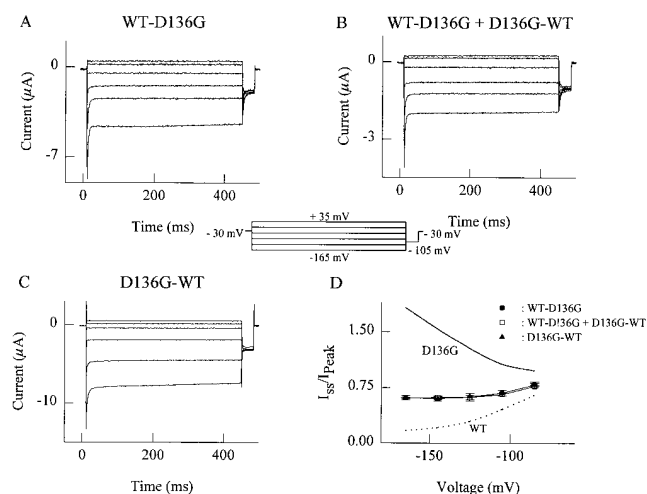 A WT-D136G
0
-7
Current (µA)
0 200 400
Time (ms)
B WT-D136G + D136G-WT
0
-3
Current (µA)
0 200 400
Time (ms)
+ 35 mV
- 30 mV
- 30 mV
- 105 mV
-165 mV
C D136G-WT
0
-10
Current (µA)
0 200 400
Time (ms)
D
: WT-D136G
: WT-D!36G + D136G-WT
: D136G-WT
1.50
0.75
0.00
Iss/IPeak
D136G
WT
-150 -100
Voltage (mV)